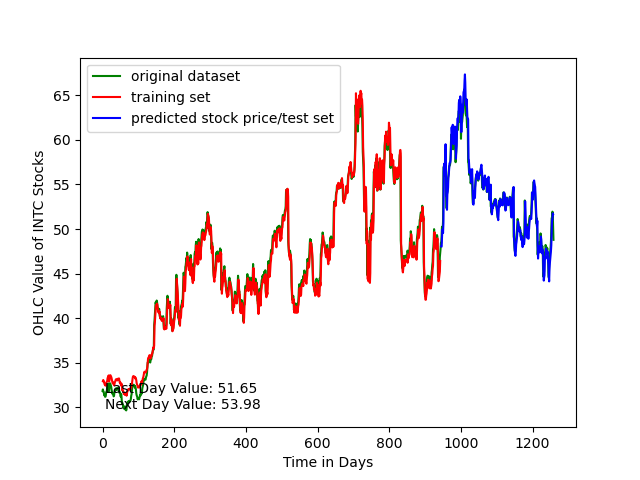 original dataset
training set
predicted stock price/test set
OHLC Value of INTC Stocks
65
60
55
50
45
40
35
30
Last Day Value: 51.65
Next Day Value: 53.98
0 200 400 600 800 1000 1200
Time in Days